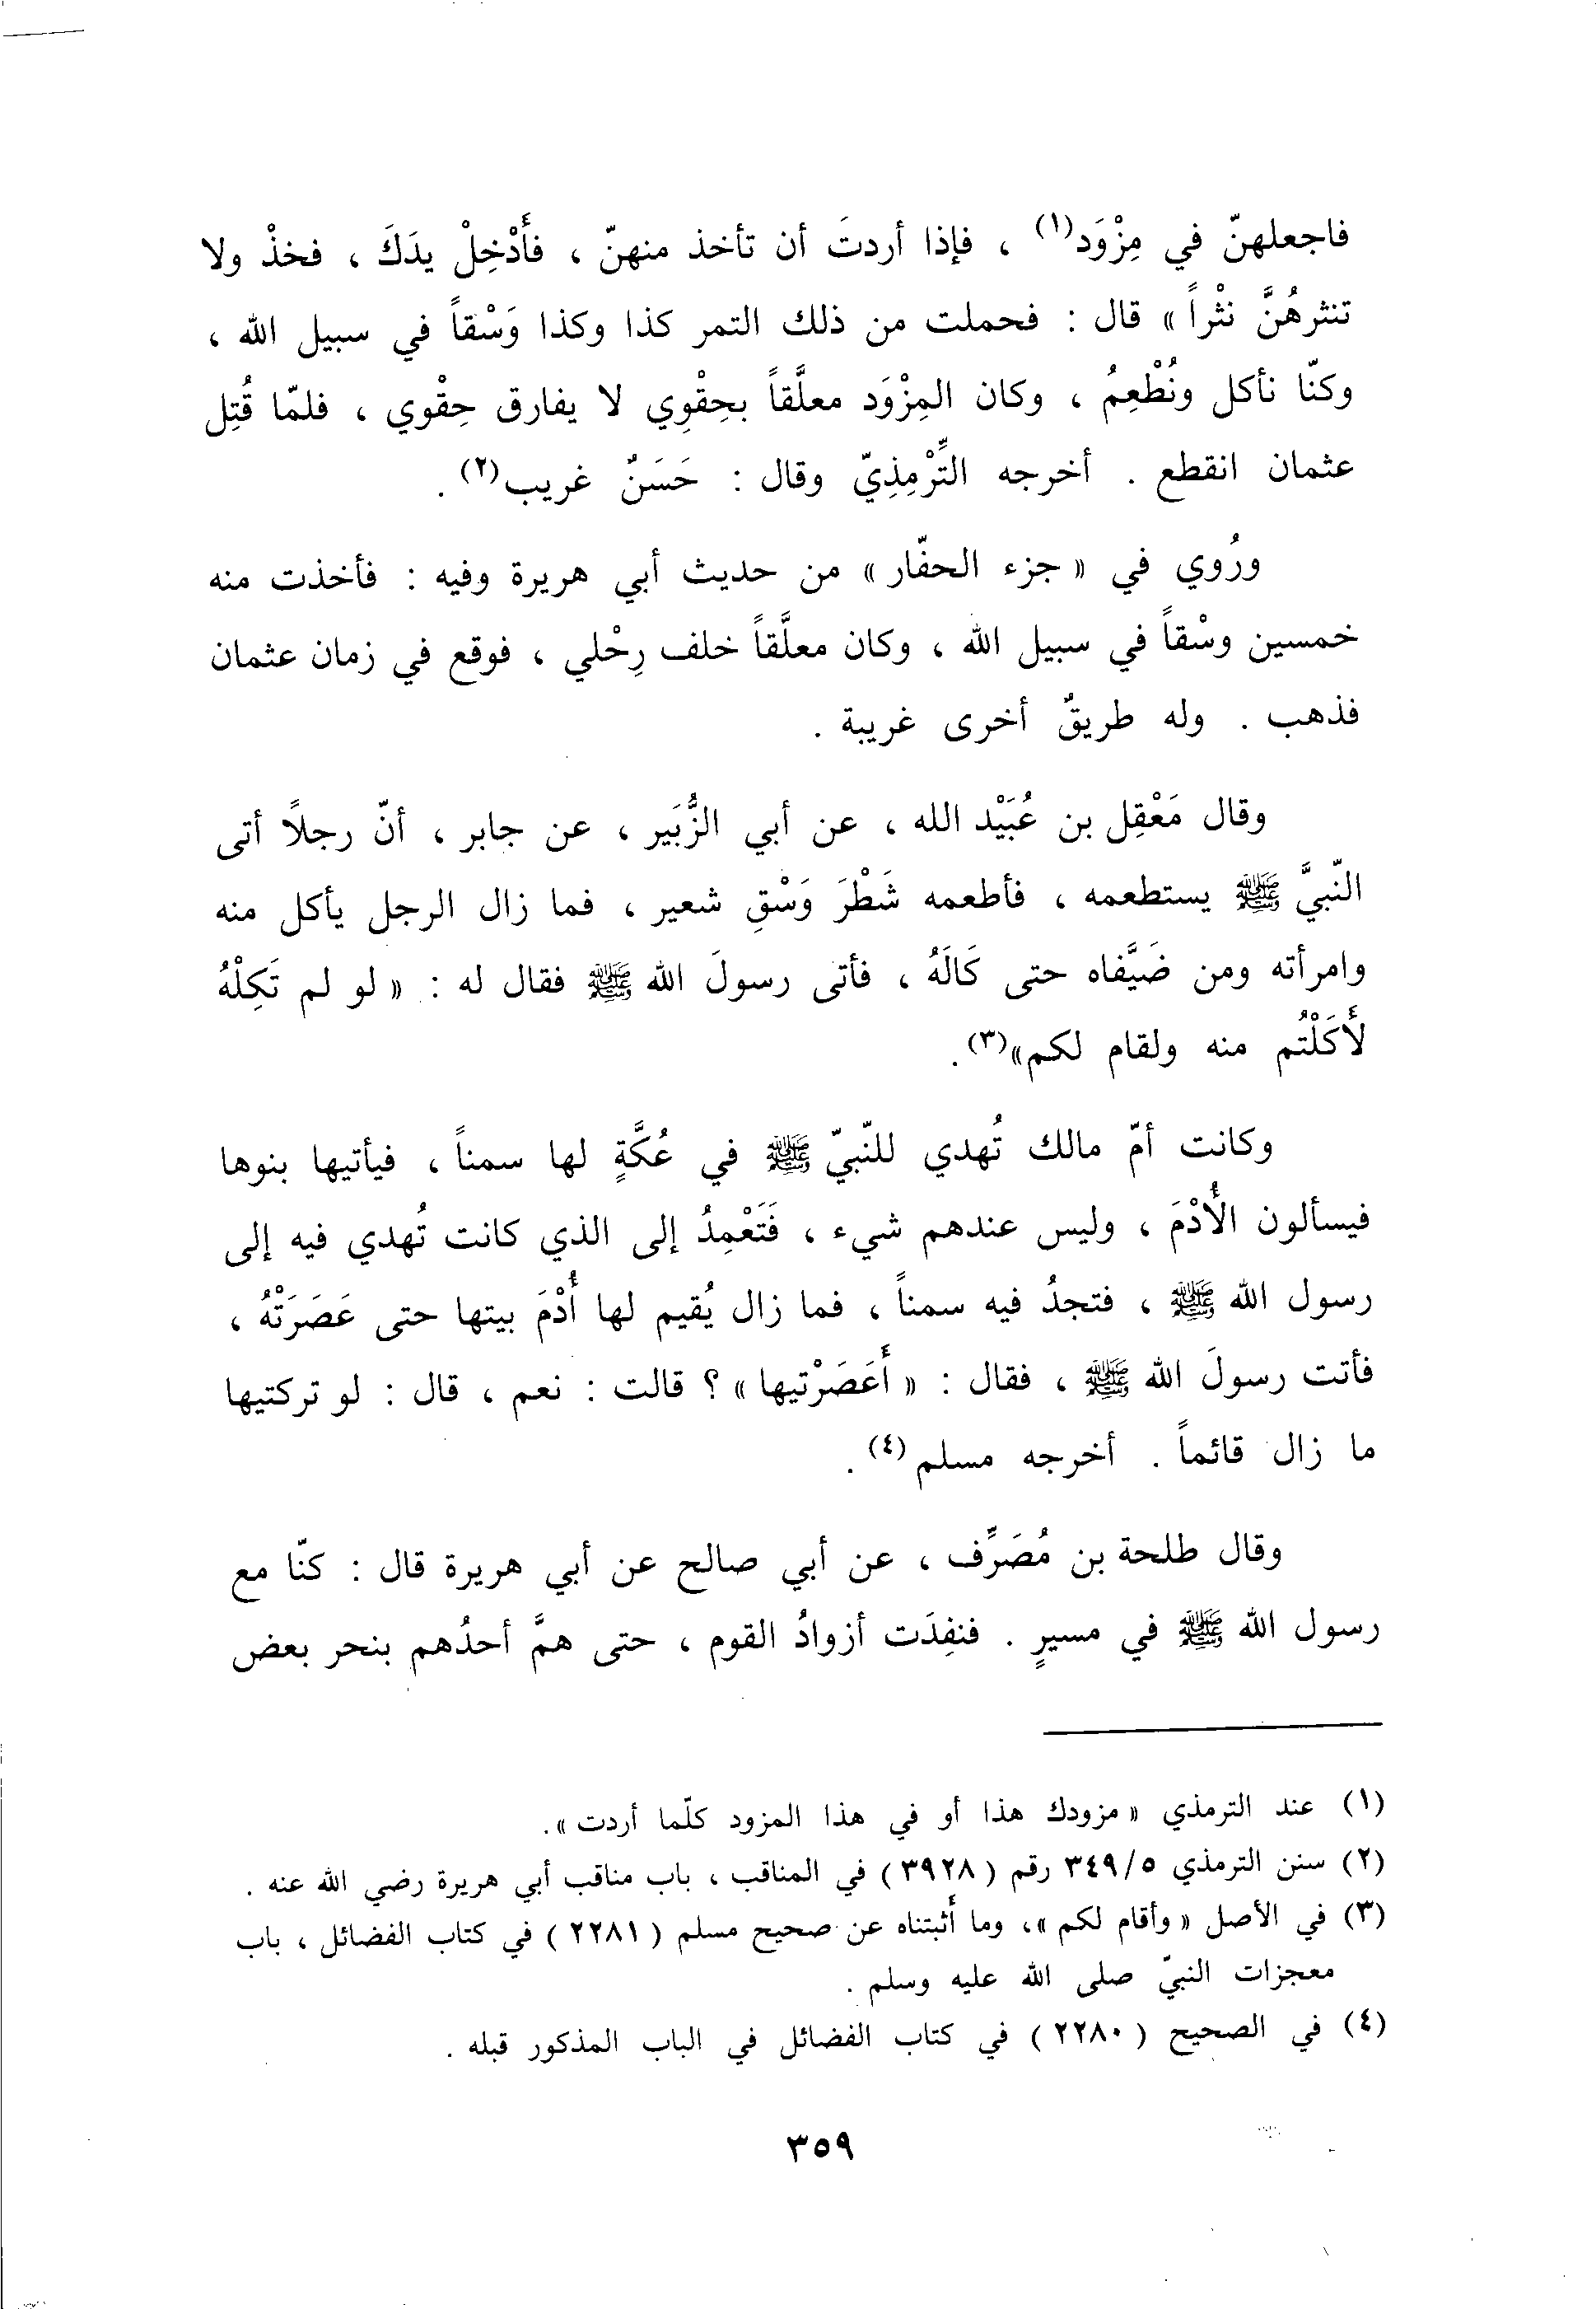 فاجعلهنّ في مِزْوَد(١) ، فإذا أردتَ أن تأخذ منهنّ ، فأَدْخِلْ يدَكَ ، فخذْ ولا
تنثرهُنَّ نثْراً » قال : فحملت من ذلك التمر كذا وكذا وَسْقاً في سبيل الله ،
وكنّا نأكل ونُطْعِمُ ، وكان المِزْوَد معلَّقاً بحِقْوِي لا يفارق حِقْوي ، فلمّا قُتِل
عثمان انقطع . أخرجه التِّرْمِذِيّ وقال : حَسَنٌ غريب(٢) .
ورُوي في « جزء الحفّار » من حديث أبي هريرة وفيه : فأخذت منه
خمسين وسْقاً في سبيل الله ، وكان معلَّقاً خلف رِحْلي ، فوقع في زمان عثمان
فذهب . وله طريقٌ أخرى غريبة .
وقال مَعْقِل بن عُبَيْد الله ، عن أبي الزُّبَير ، عن جابر ، أنّ رجلاً أتى
النّبيَّ ﷺ يستطعمه ، فأطعمه شَطْرَ وَسْقِ شعير ، فما زال الرجل يأكل منه
وامرأته ومن ضَيَّفاه حتى كَالَهُ ، فأتى رسولَ الله ﷺ فقال له : « لو لم تَكِلْهُ
لأَكَلْتُم منه ولقام لكم»(٣) .
وكانت أمّ مالك تُهدي للنّبيّ ﷺ في عُكَّةٍ لها سمناً ، فيأتيها بنوها
فيسألون الأُدْمَ ، وليس عندهم شيء ، فَتَعْمِدُ إلى الذي كانت تُهدي فيه إلى
رسول الله ﷺ ، فتجدُ فيه سمناً ، فما زال يُقيم لها أُدْمَ بيتها حتى عَصَرَتْهُ ،
فأتت رسولَ الله ﷺ ، فقال : « أَعَصَرْتيها » ؟ قالت : نعم ، قال : لو تركتيها
ما زال قائماً . أخرجه مسلم(٤) .
وقال طلحة بن مُصَرِّف ، عن أبي صالح عن أبي هريرة قال : كنّا مع
رسول الله ﷺ في مسيرٍ . فنفِدَت أزوادُ القوم ، حتى همَّ أحدُهم بنحر بعض
(١) عند الترمذي « مزودك هذا أو في هذا المزود كلّما أردت ».
(٢) سنن الترمذي ٣٤٩/٥ رقم ( ٣٩٢٨ ) في المناقب ، باب مناقب أبي هريرة رضي الله عنه .
(٣) في الأصل « وأقام لكم »، وما أَثبتناه عن صحيح مسلم ( ٢٢٨١ ) في كتاب الفضائل ، باب
معجزات النبيّ صلى الله عليه وسلم .
(٤) في الصحيح ( ٢٢٨٠ ) في كتاب الفضائل في الباب المذكور قبله .
٣٥٩